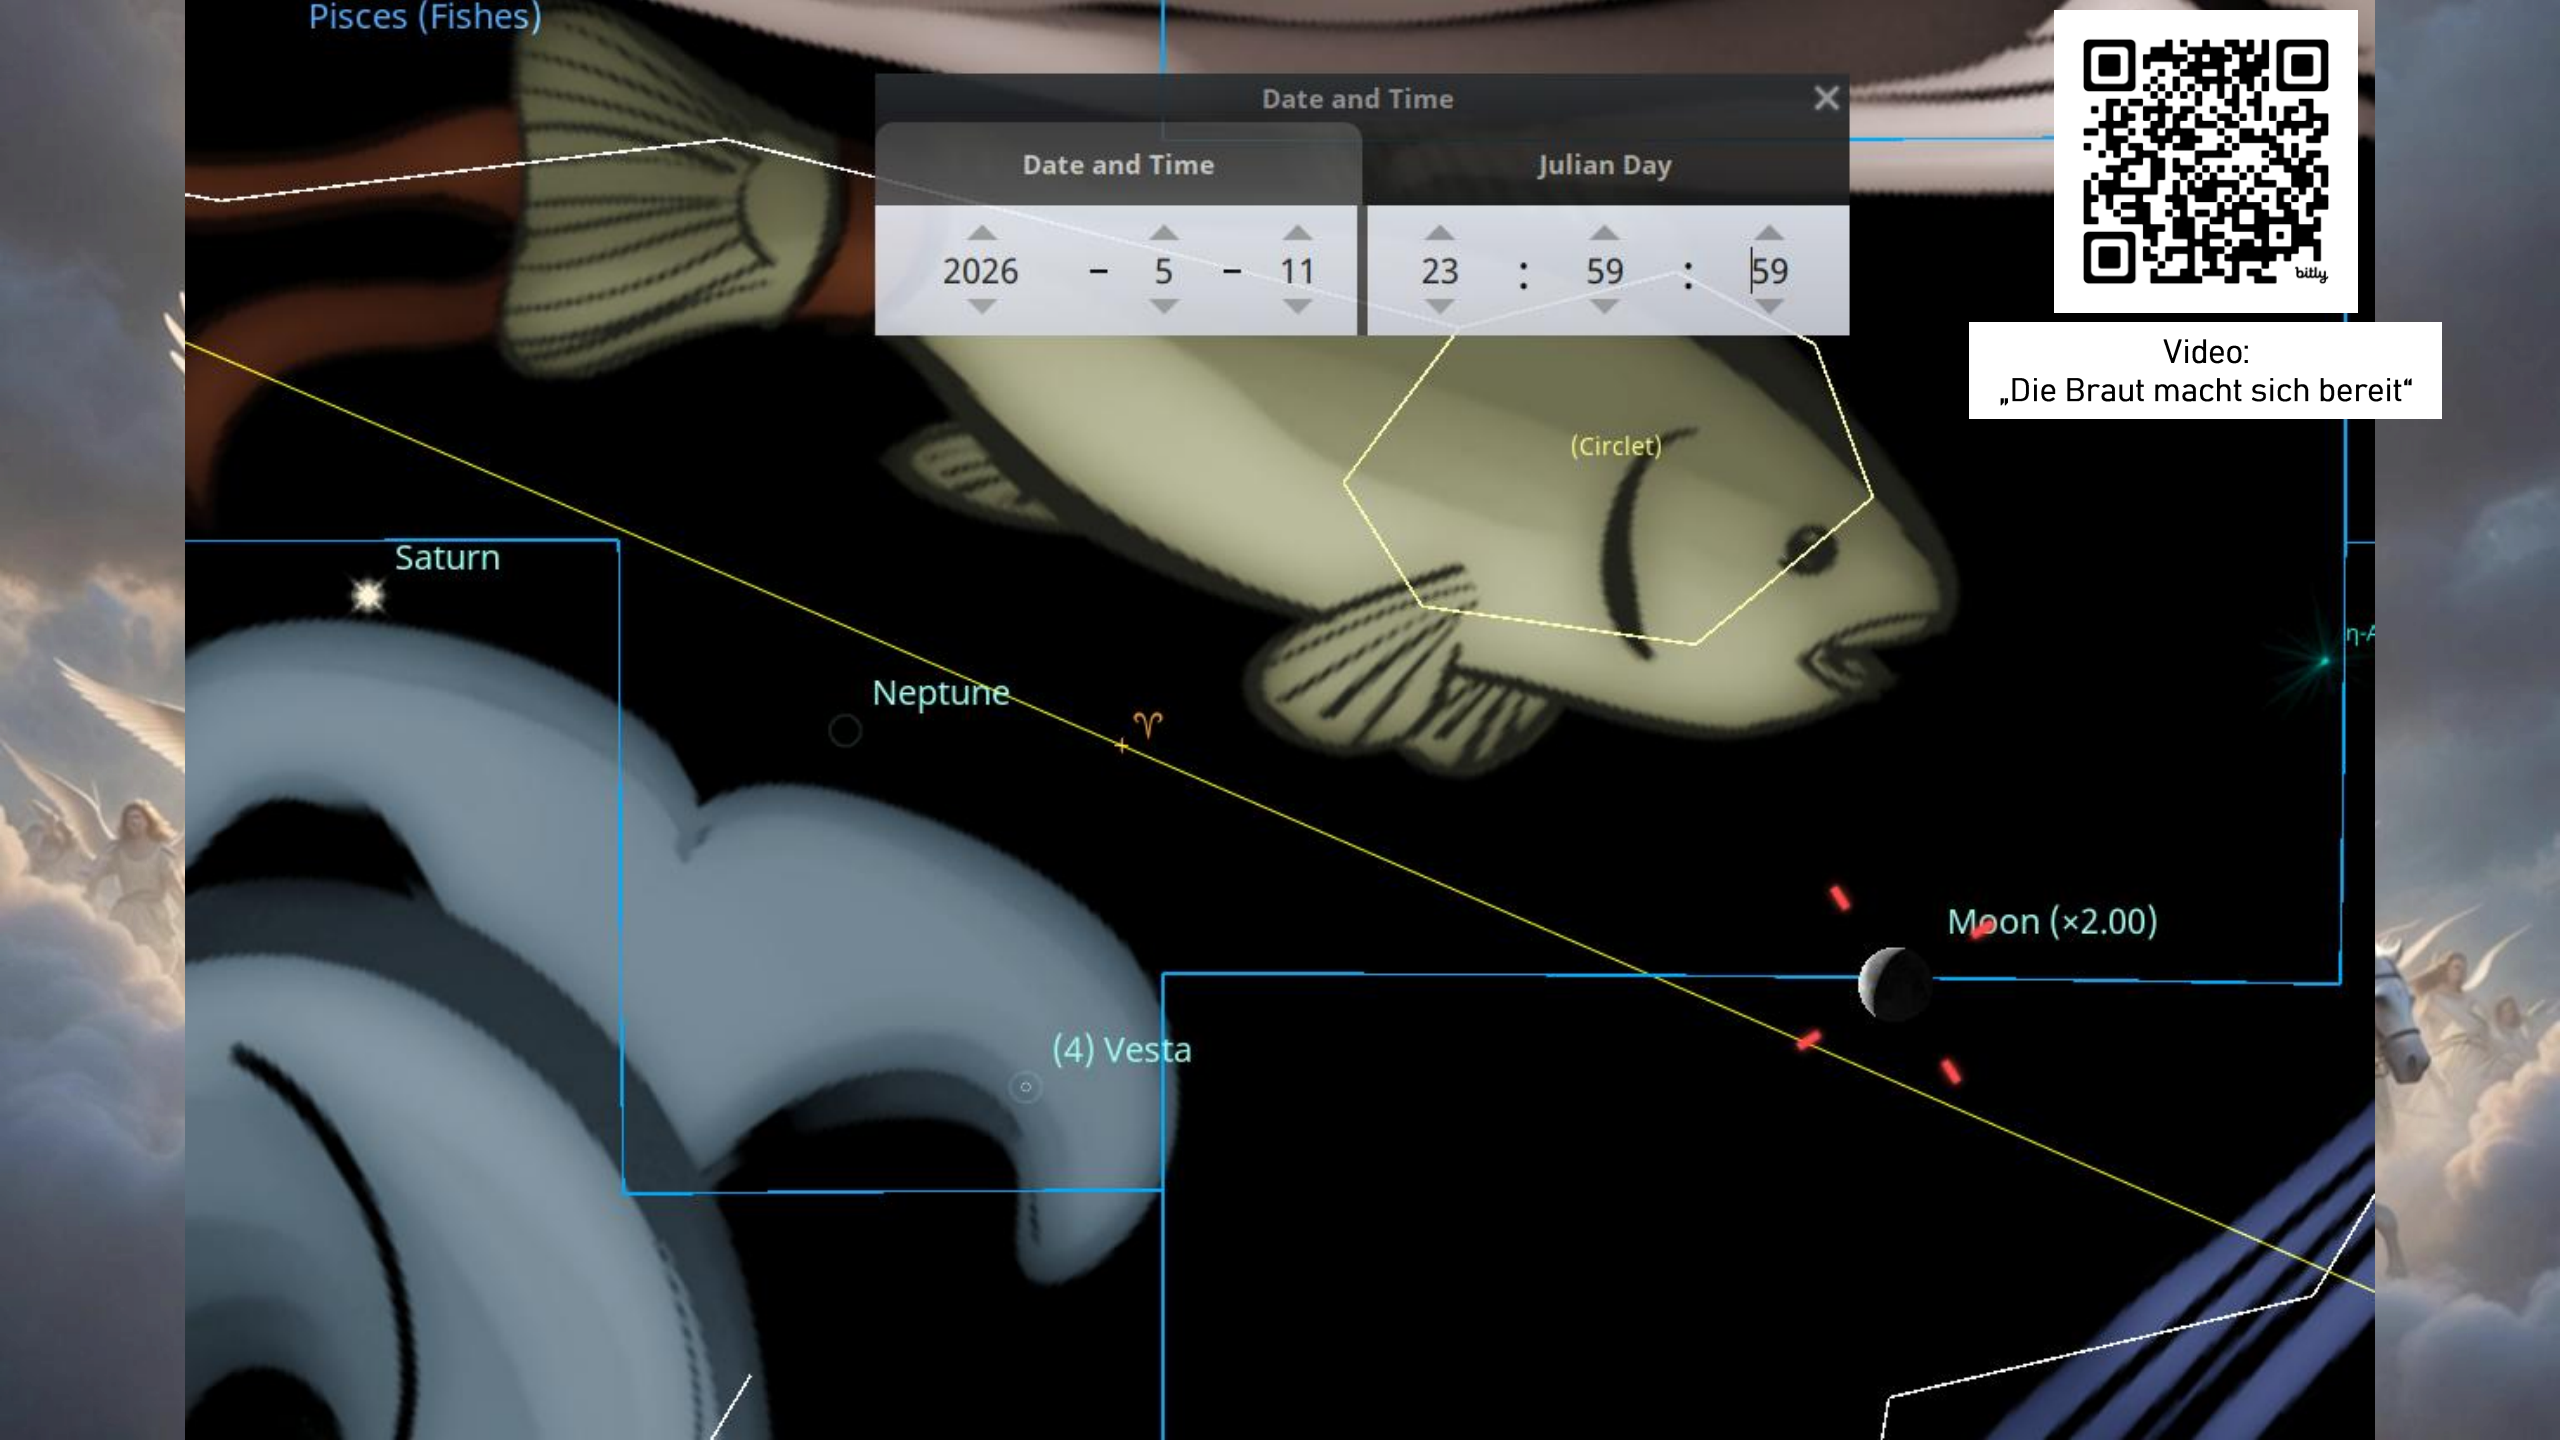 Pisces (Fishes)
Date and Time
Date and Time
Julian Day
2026 - 5 - 11
23 : 59 : 59
bitly
Video:
„Die Braut macht sich bereit“
(Circlet)
Saturn
η-A
Neptune
♈
Moon (×2.00)
(4) Vesta